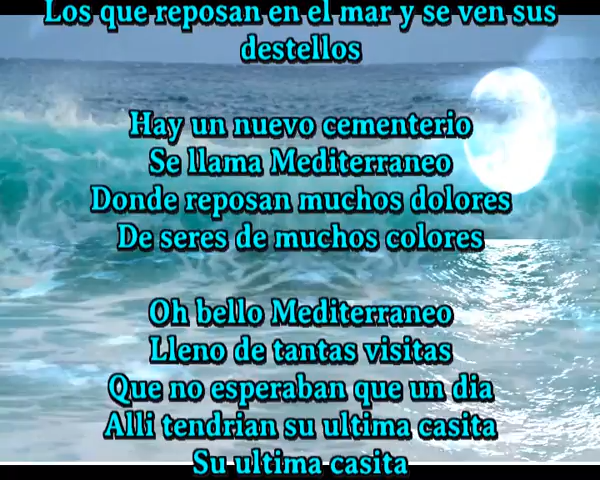 Los que reposan en el mar y se ven sus
destellos
Hay un nuevo cementerio
Se llama Mediterraneo
Donde reposan muchos dolores
De seres de muchos colores
Oh bello Mediterraneo
Lleno de tantas visitas
Que no esperaban que un dia
Alli tendrian su ultima casita
Su ultima casita